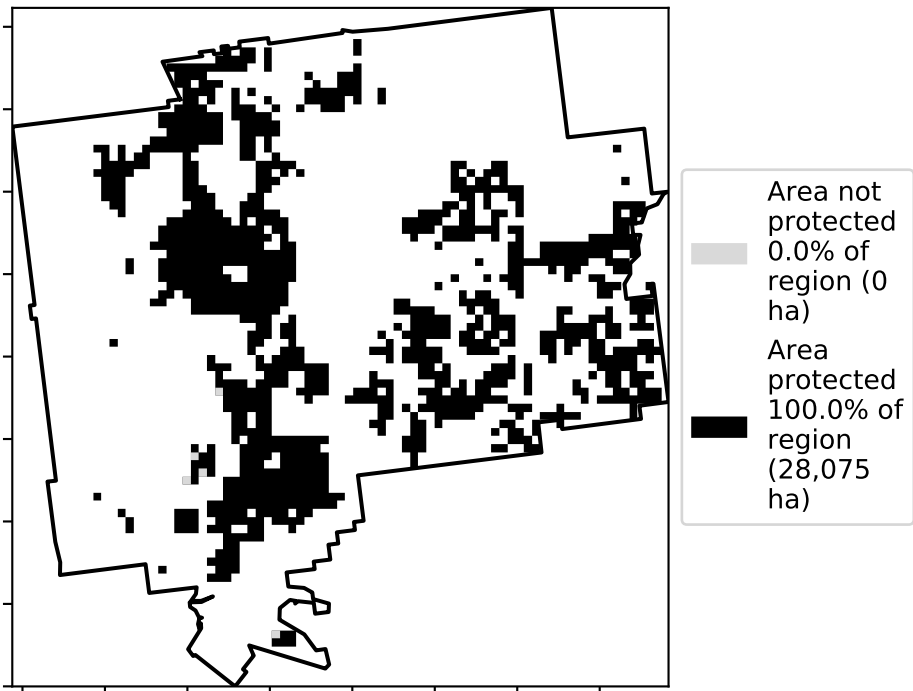 Area not
protected
0.0% of
region (0
ha)
Area
protected
100.0% of
region
(28,075
ha)